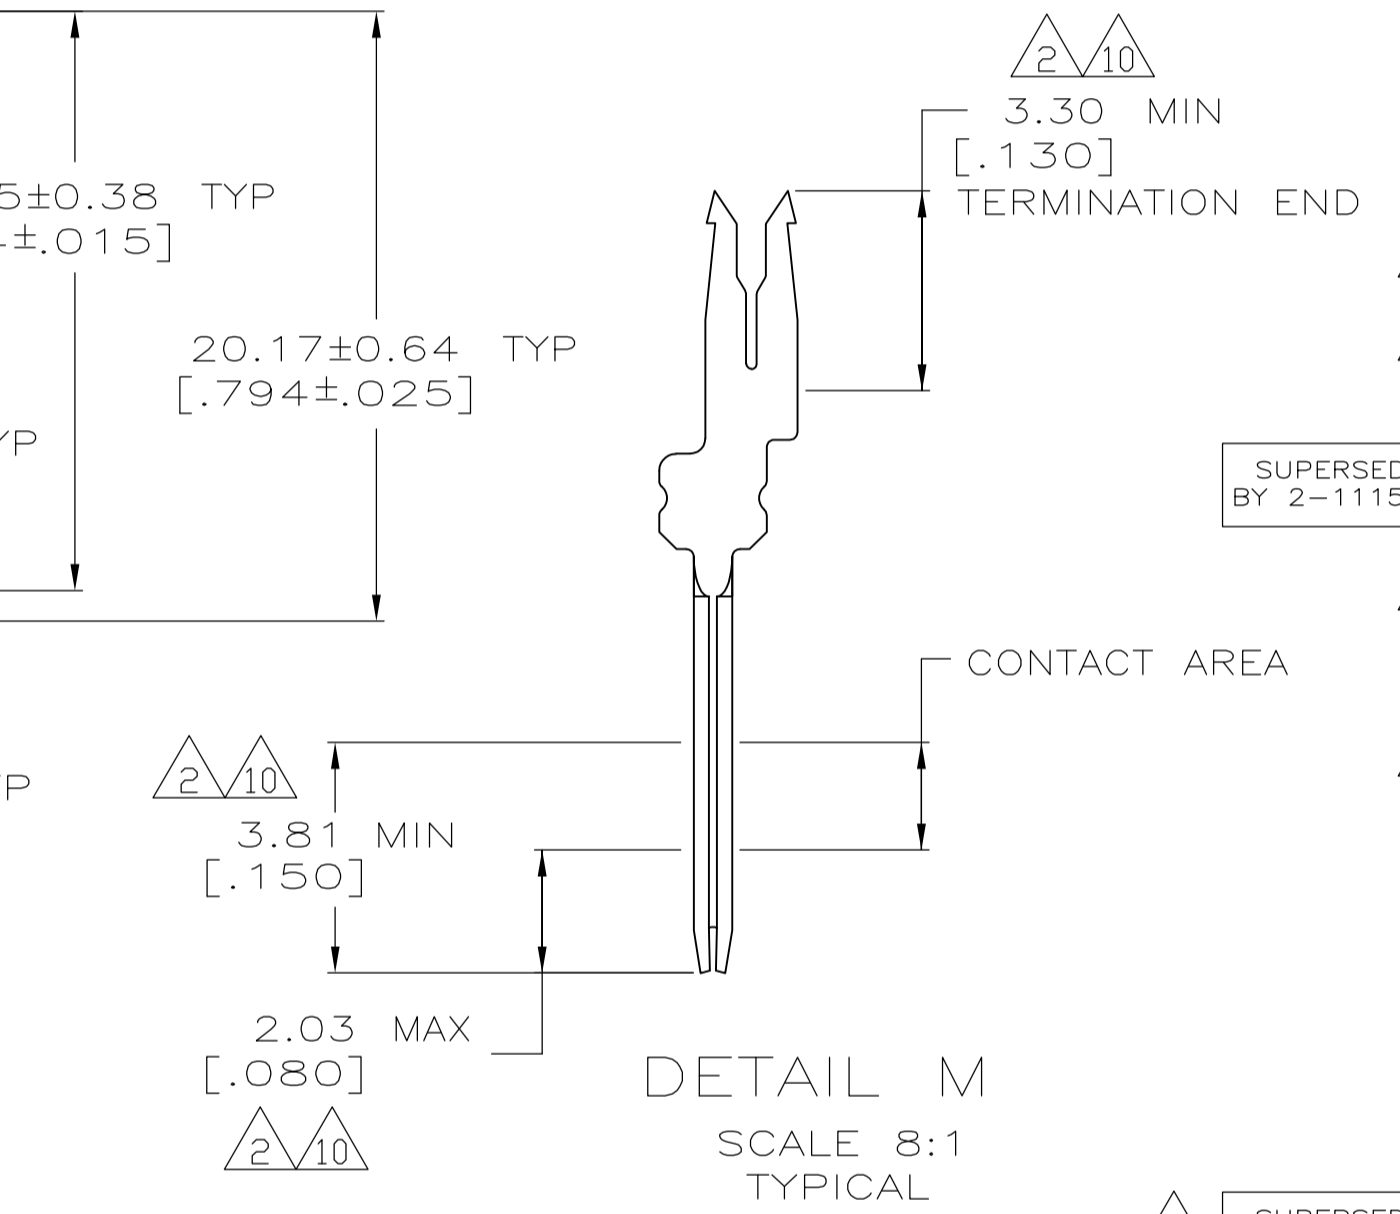 2 10
3.30 MIN
[.130]
TERMINATION END
5±0.38 TYP
±.015]
20.17±0.64 TYP
[.794±.025]
YP
SUPERSED
BY 2-1115
CONTACT AREA
2 10
3.81 MIN
[.150]
P
2.03 MAX
[.080]
2 10
DETAIL M
SCALE 8:1
TYPICAL